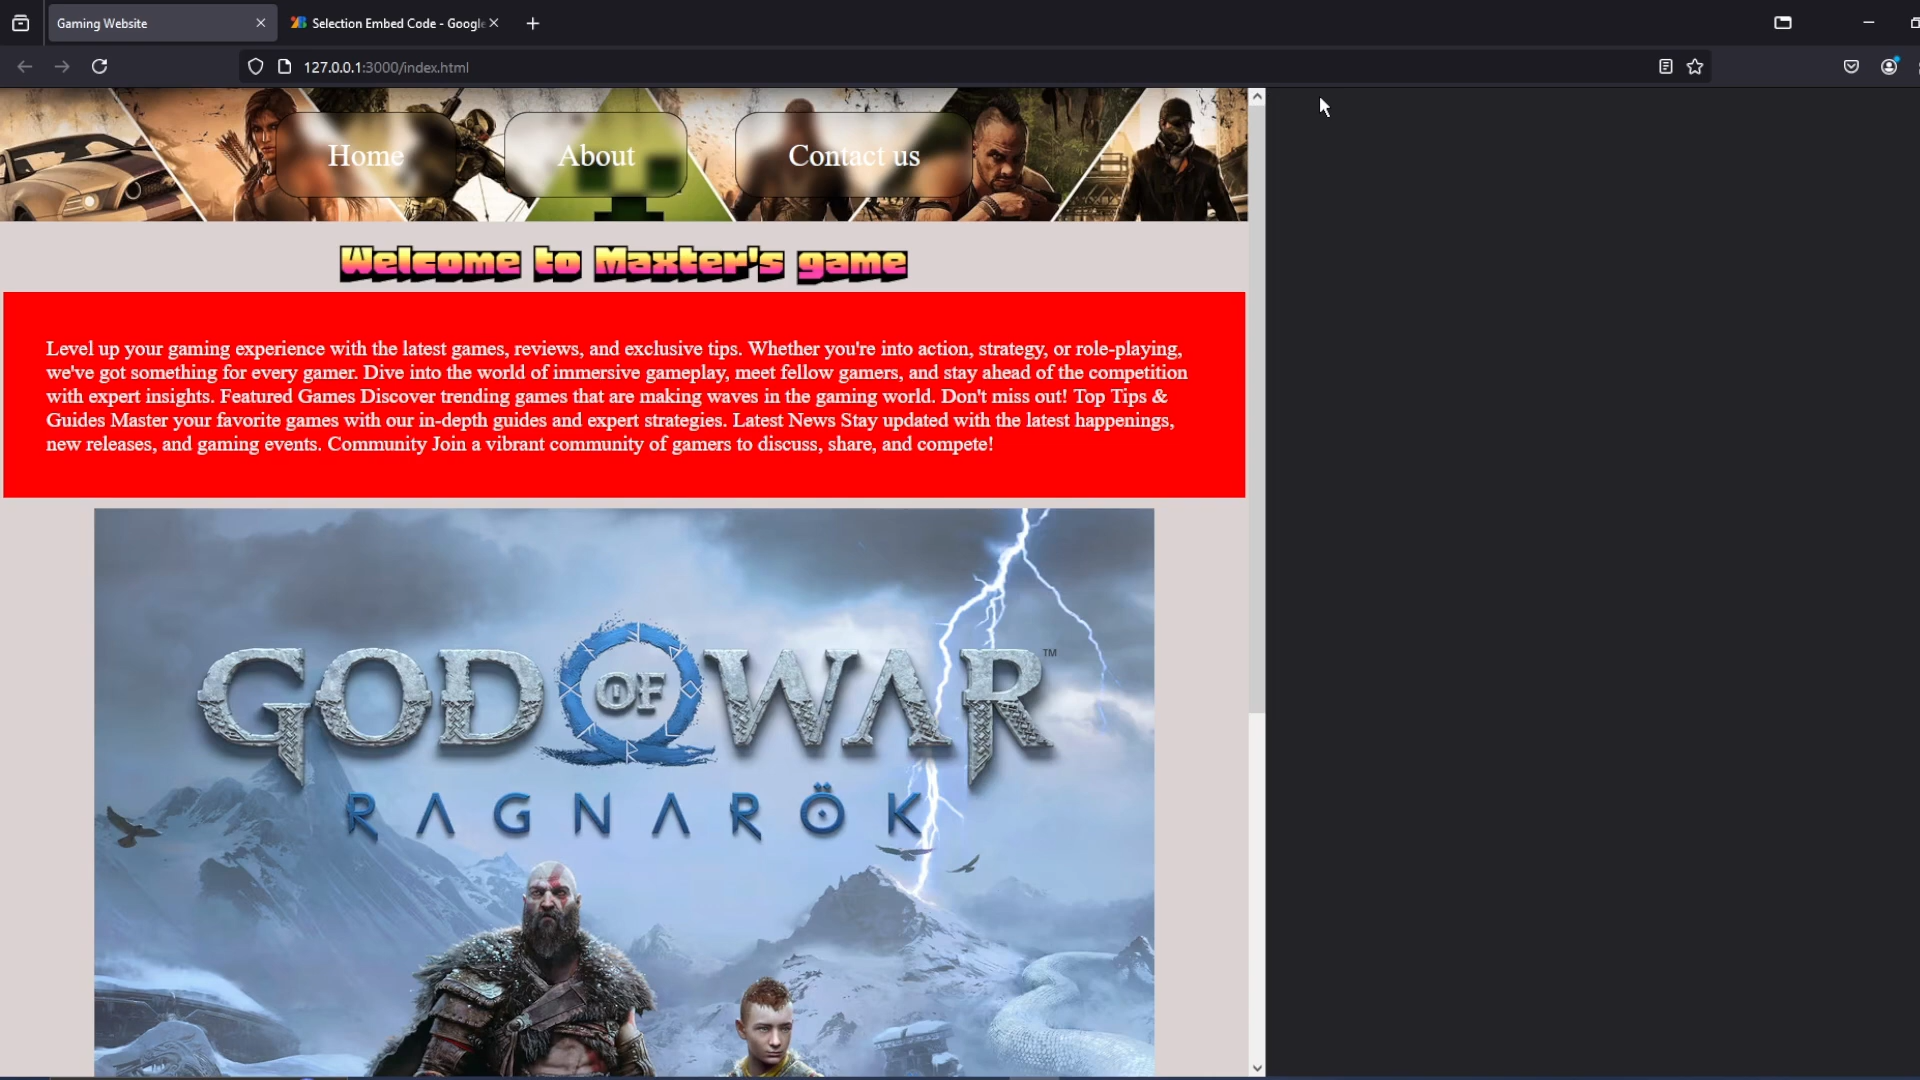 Gaming Website
Selection Embed Code - Google
127.0.0.1:3000/index.html
Home
About
Contact us
Welcome to Maxter's game
Level up your gaming experience with the latest games, reviews, and exclusive tips. Whether you're into action, strategy, or role-playing,
we've got something for every gamer. Dive into the world of immersive gameplay, meet fellow gamers, and stay ahead of the competition
with expert insights. Featured Games Discover trending games that are making waves in the gaming world. Don't miss out! Top Tips &
Guides Master your favorite games with our in-depth guides and expert strategies. Latest News Stay updated with the latest happenings,
new releases, and gaming events. Community Join a vibrant community of gamers to discuss, share, and compete!
GOD OF WAR™
RAGNARÖK